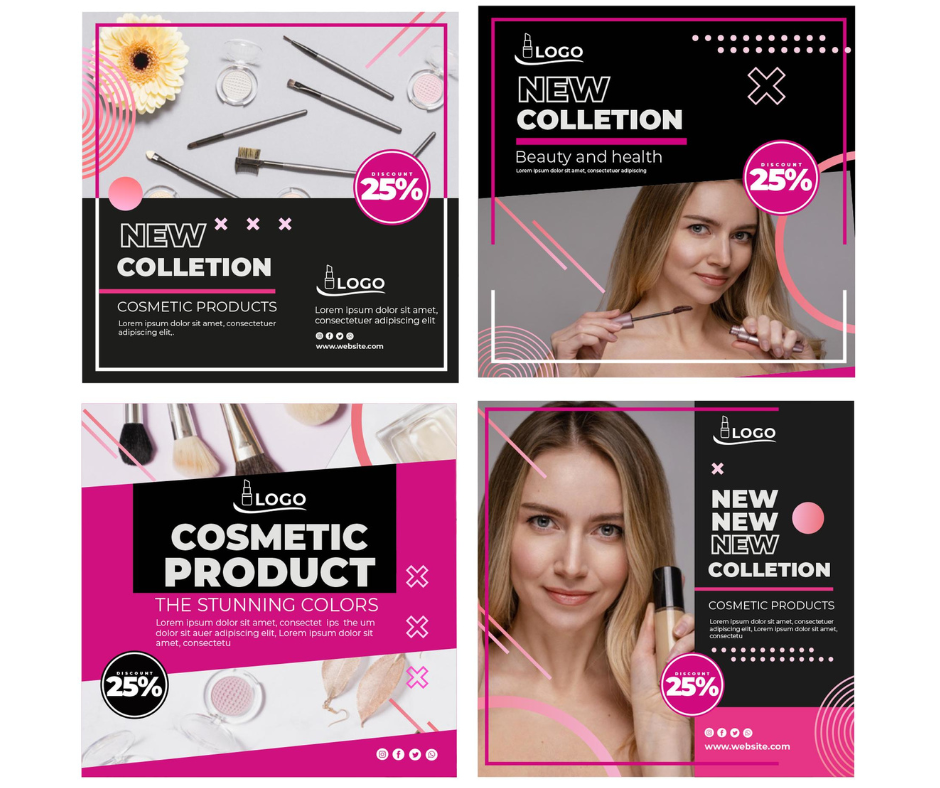 DISCOUNT
25%
NEW
COLLETION
COSMETIC PRODUCTS
Lorem ipsum dolor sit amet, consectetuer
adipiscing elit,.
LOGO
Lorem ipsum dolor sit amet,
consectetuer adipiscing elit
www.website.com
LOGO
NEW
COLLETION
Beauty and health
Lorem ipsum dolor sit amet, consectetuer adipiscing
DISCOUNT
25%
LOGO
COSMETIC
PRODUCT
THE STUNNING COLORS
Lorem ipsum dolor sit amet, consectet ips the um
dolor sit auer adipiscing elit, Lorem ipsum dolor sit
amet, consectetu
DISCOUNT
25%
LOGO
NEW
NEW
NEW
COLLETION
COSMETIC PRODUCTS
Lorem ipsum dolor sit amet, consectetuer
adipiscing elit, Lorem ipsum dolor sit amet,
consectetu
DISCOUNT
25%
www.website.com